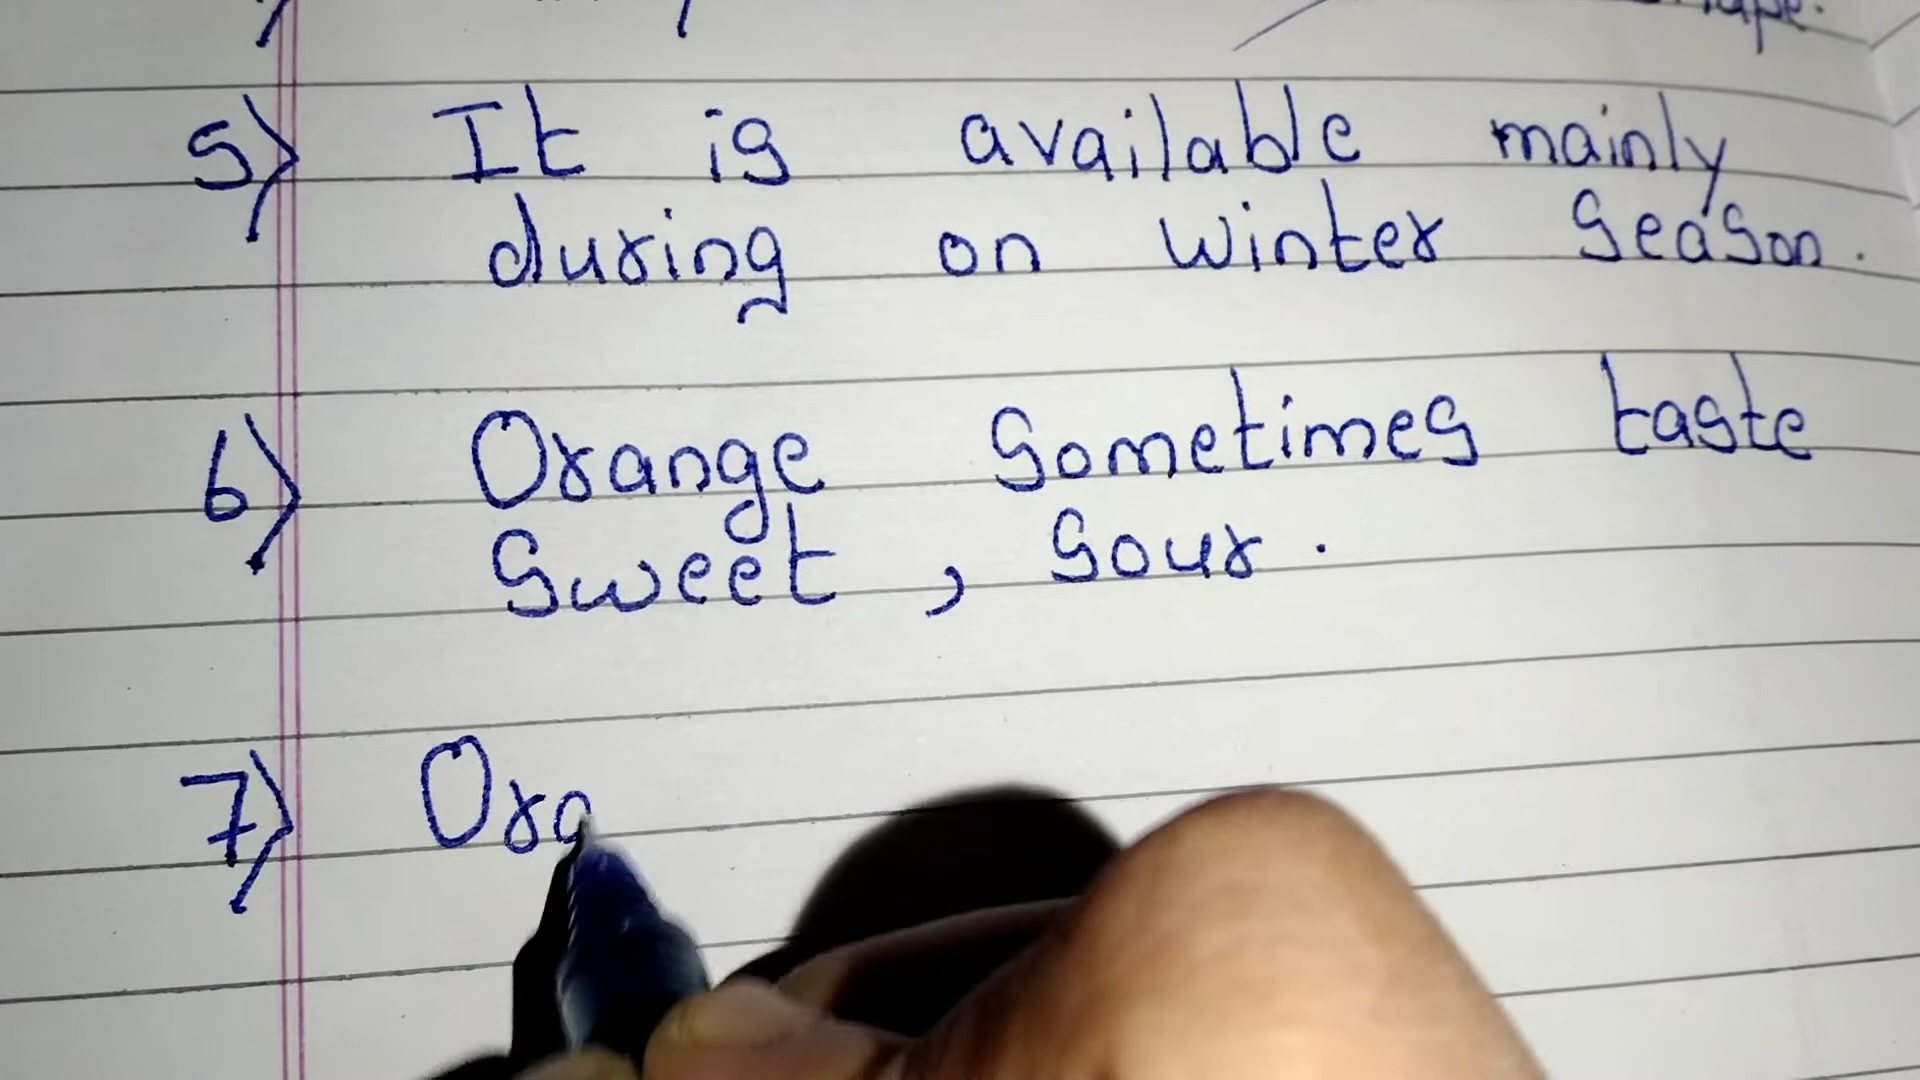 5) It is available mainly
during on winter season.
6) Orange sometimes taste
sweet , sour .
7) Ora